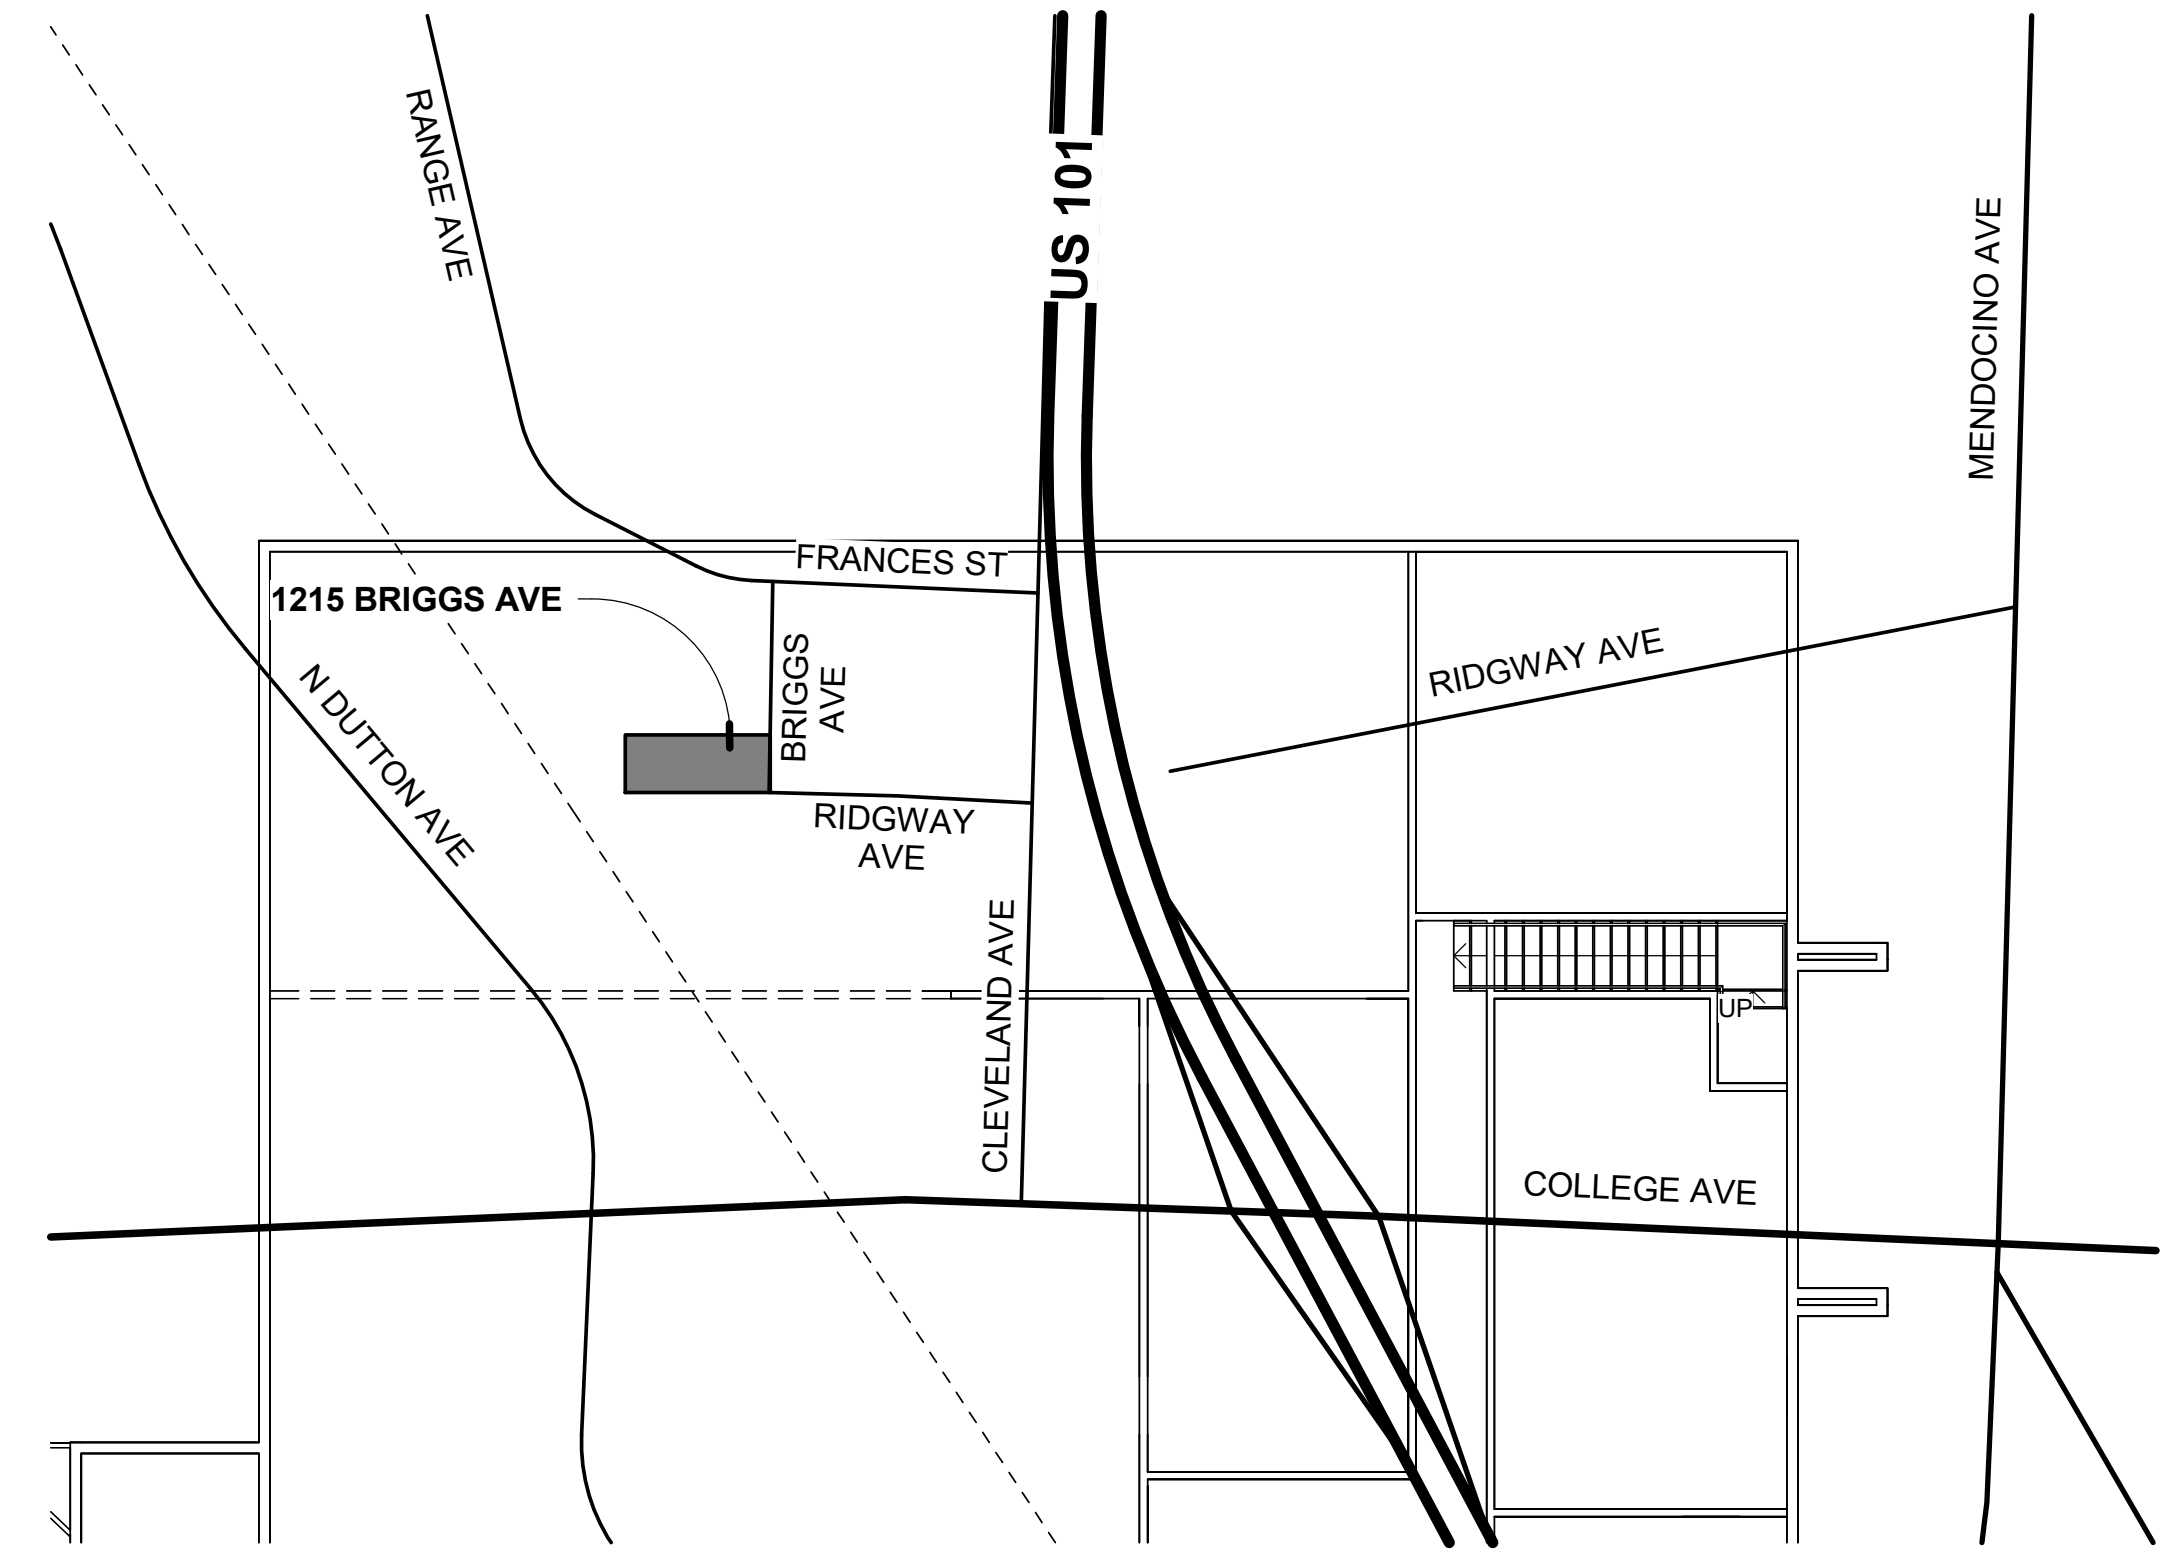 RANGE AVE
US 101
MENDOCINO AVE
FRANCES ST
1215 BRIGGS AVE
BRIGGS
AVE
RIDGWAY AVE
N DUTTON AVE
RIDGWAY
AVE
CLEVELAND AVE
UP
COLLEGE AVE